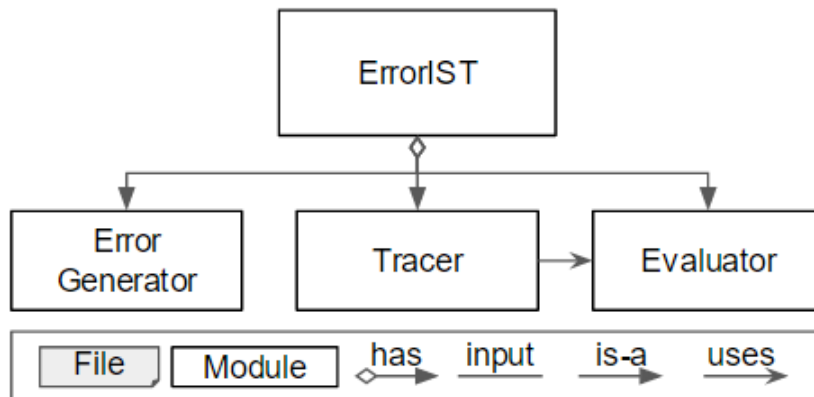 ErrorIST
Error
Generator
Tracer
Evaluator
File
Module
has
input
is-a
uses